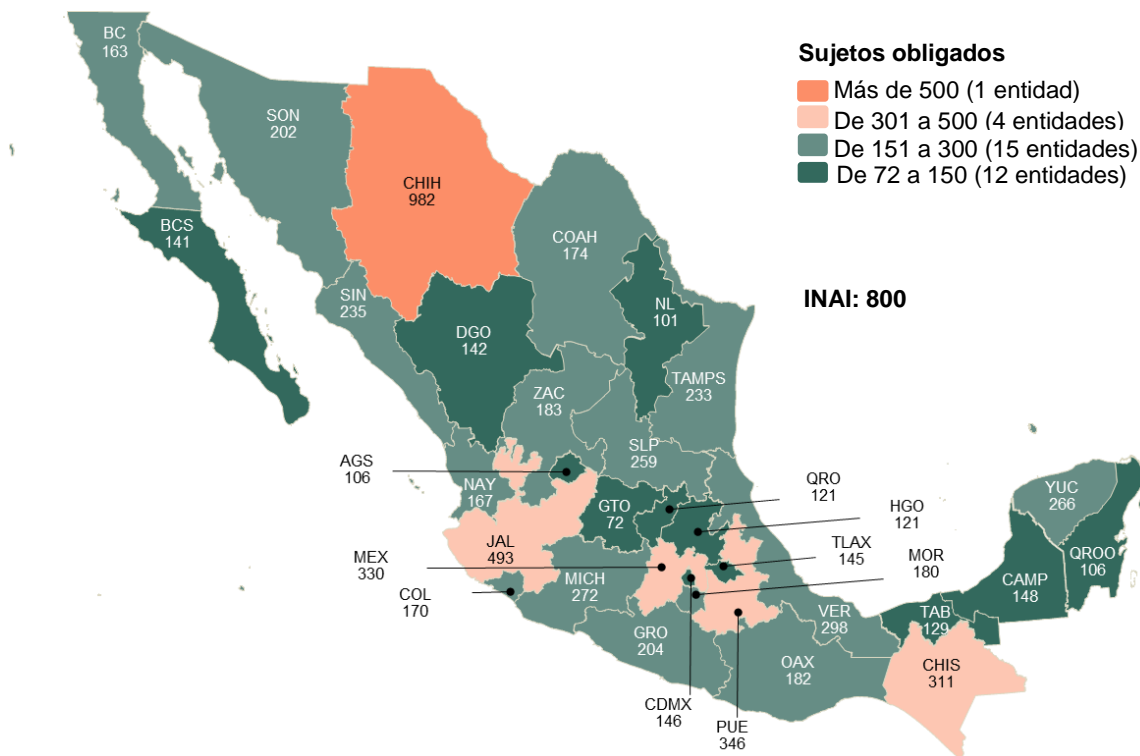 BC
163
SON
202
CHIH
982
BCS
141
SIN
235
COAH
174
NL
101
DGO
142
ZAC
183
TAMPS
233
SLP
259
AGS
106
NAY
167
GTO
72
QRO
121
HGO
121
TLAX
145
MOR
180
JAL
493
MEX
330
COL
170
MICH
272
GRO
204
CDMX
146
PUE
346
VER
298
OAX
182
TAB
129
CHIS
311
CAMP
148
YUC
266
QROO
106
Sujetos obligados
Más de 500 (1 entidad)
De 301 a 500 (4 entidades)
De 151 a 300 (15 entidades)
De 72 a 150 (12 entidades)
INAI: 800